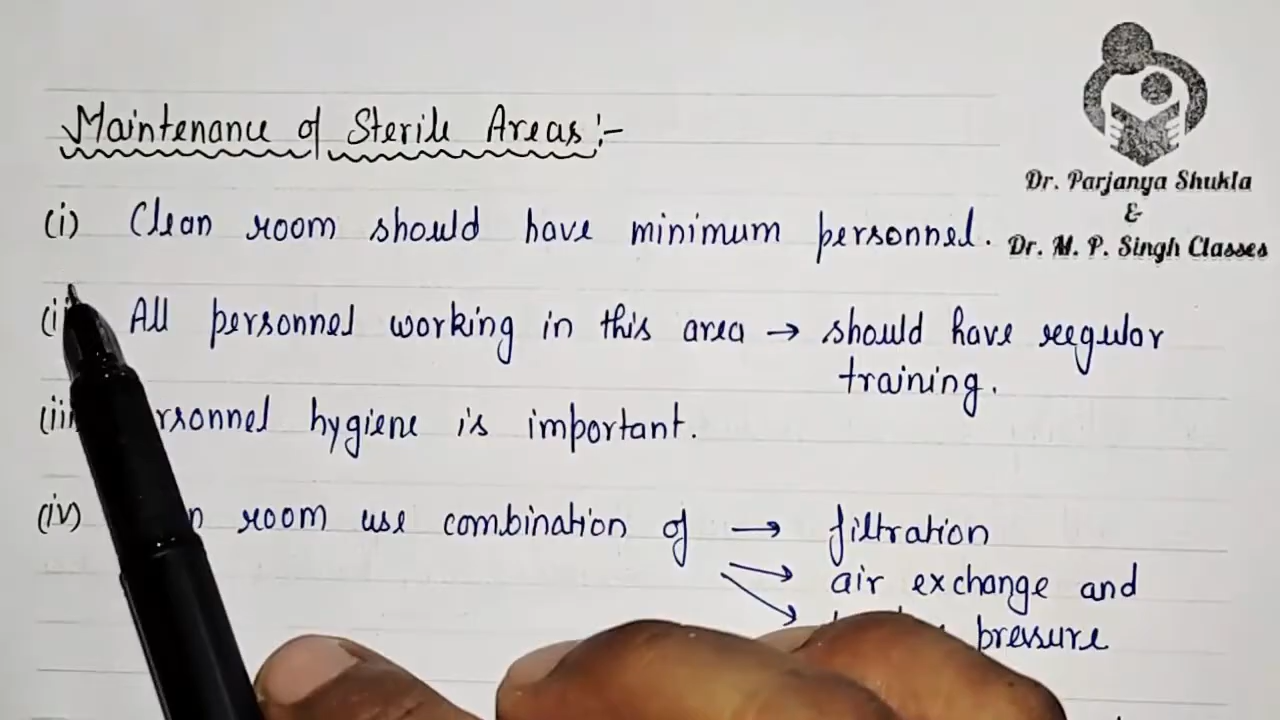 Maintenance of Sterile Areas :-
Dr. Parjanya Shukla
&
Dr. M. P. Singh Classes
(i) Clean room should have minimum personnel.
All personnel working in this area → should have regular
training.
hygiene is important.
(iv) room use combination of → filtration
→ air exchange and
→ pressure